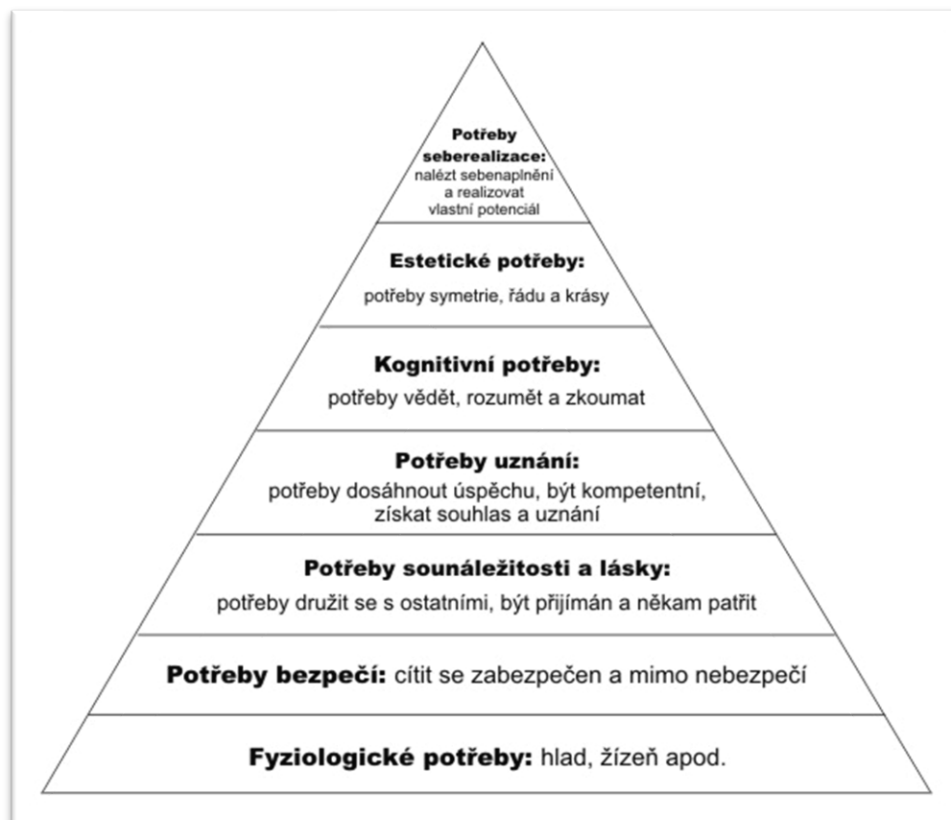 Potřeby
seberealizace:
nalézt sebenaplnění
a realizovat
vlastní potenciál
Estetické potřeby:
potřeby symetrie, řádu a krásy
Kognitivní potřeby:
potřeby vědět, rozumět a zkoumat
Potřeby uznání:
potřeby dosáhnout úspěchu, být kompetentní,
získat souhlas a uznání
Potřeby sounáležitosti a lásky:
potřeby družit se s ostatními, být přijímán a někam patřit
Potřeby bezpečí: cítit se zabezpečen a mimo nebezpečí
Fyziologické potřeby: hlad, žízeň apod.